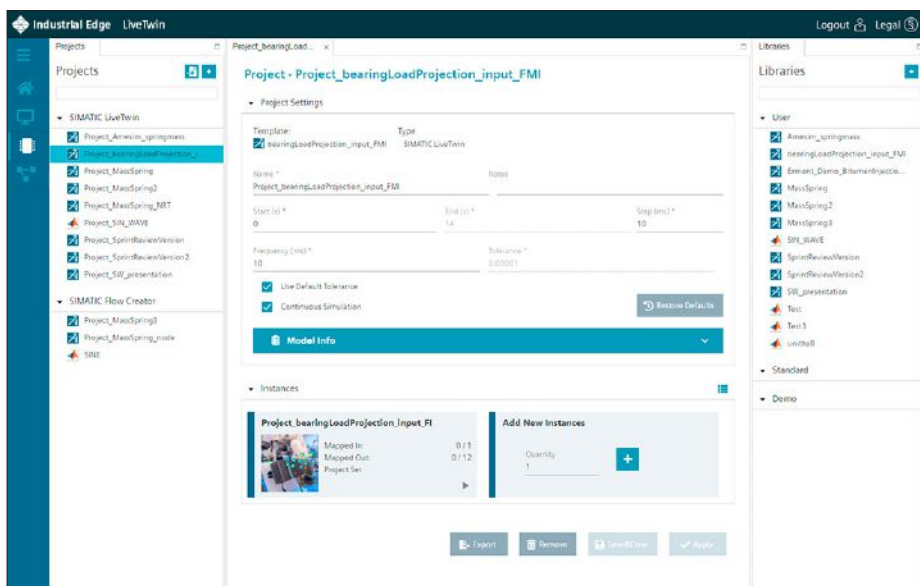 Industrial Edge LiveTwin
Logout Legal
Projects
Projects
SIMATIC LiveTwin
Project_Amesim_springmass
Project_bearingLoadProjection_...
Project_MassSpring
Project_MassSpring2
Project_MassSpring_NRT
Project_SIN_WAVE
Project_SprintReviewVersion
Project_SprintReviewVersion2
Project_SW_presentation
SIMATIC Flow Creator
Project_MassSpring3
Project_MassSpring_node
SINE
Project_bearingLoad... ×
Project - Project_bearingLoadProjection_input_FMI
Project Settings
Template: Type
bearingLoadProjection_input_FMI SIMATIC LiveTwin
Name * Notes
Project_bearingLoadProjection_input_FMI
Start (s) * End (s) * Step (ms) *
0 14 10
Frequency (ms) * Tolerance *
10 0.00001
Use Default Tolerance
Continuous Simulation
Restore Defaults
Model Info
Instances
Project_bearingLoadProjection_input_FI
Mapped In: 0 / 1
Mapped Out: 0 / 12
Project Set
Add New Instances
Quantity
1
Export Remove Save&Close Apply
Libraries
Libraries
User
Amesim_springmass
bearingLoadProjection_input_FMI
Ermont_Demo_BitumenInjectio...
MassSpring
MassSpring2
MassSpring3
SIN_WAVE
SprintReviewVersion
SprintReviewVersion2
SW_presentation
Test
Test3
unitha8
Standard
Demo